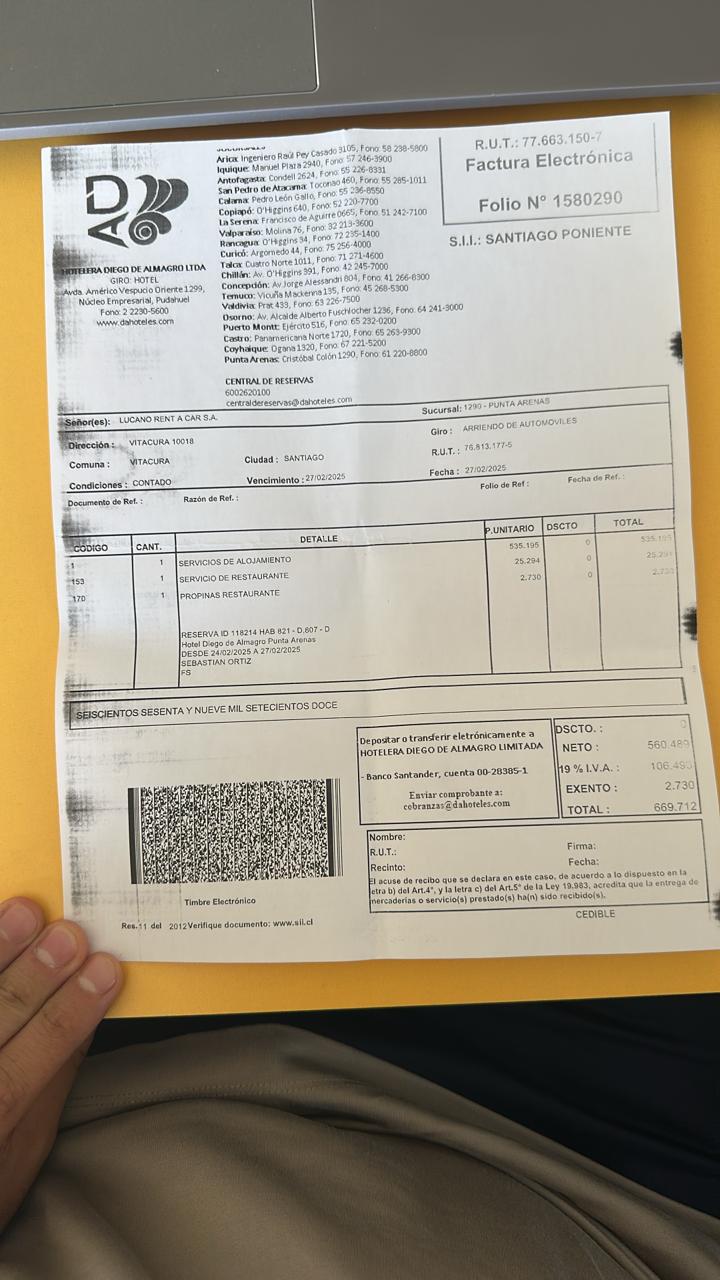 DA
HOTELERA DIEGO DE ALMAGRO LTDA
GIRO: HOTEL
Avda. Américo Vespucio Oriente 1299,
Núcleo Empresarial, Pudahuel
Fono: 2 2230-5600
www.dahoteles.com
Arica: Ingeniero Raúl Pey Casado 3105, Fono: 58 238-5800
Iquique: Manuel Plaza 2940, Fono: 57 246-3900
Antofagasta: Condell 2624, Fono: 55 226-8331
San Pedro de Atacama: Toconao 460, Fono: 55 285-1011
Calama: Pedro León Gallo, Fono: 55 236-8550
Copiapó: O'Higgins 640, Fono: 52 220-7700
La Serena: Francisco de Aguirre 0665, Fono: 51 242-7100
Valparaíso: Molina 76, Fono: 32 213-3600
Rancagua: O'Higgins 34, Fono: 72 235-1400
Curicó: Argomedo 44, Fono: 75 256-4000
Talca: Cuatro Norte 1011, Fono: 71 271-4600
Chillán: Av. O'Higgins 391, Fono: 42 245-7000
Concepción: Av Jorge Alessandri 804, Fono: 41 266-8300
Temuco: Vicuña Mackenna 135, Fono: 45 268-5300
Valdivia: Prat 433, Fono: 63 226-7500
Osorno: Av. Alcalde Alberto Fuschlocher 1236, Fono: 64 241-3000
Puerto Montt: Ejército 516, Fono: 65 232-0200
Castro: Panamericana Norte 1720, Fono: 65 263-9300
Coyhaique: Ogana 1320, Fono: 67 221-5200
Punta Arenas: Cristóbal Colón 1290, Fono: 61 220-8800
CENTRAL DE RESERVAS
6002620100
centraldereservas@dahoteles.com
R.U.T.: 77.663.150-7
Factura Electrónica
Folio N° 1580290
S.I.I.: SANTIAGO PONIENTE
Señor(es): LUCANO RENT A CAR S.A. Sucursal: 1290 - PUNTA ARENAS
Dirección : VITACURA 10018 Giro : ARRIENDO DE AUTOMOVILES
Comuna : VITACURA Ciudad : SANTIAGO R.U.T. : 76.813.177-5
Condiciones : CONTADO Vencimiento : 27/02/2025 Fecha : 27/02/2025
Documento de Ref. : Razón de Ref. : Folio de Ref : Fecha de Ref. :
CODIGO CANT. DETALLE P.UNITARIO DSCTO TOTAL
1 1 SERVICIOS DE ALOJAMIENTO 535.195 0 535.195
153 1 SERVICIO DE RESTAURANTE 25.294 0 25.294
170 1 PROPINAS RESTAURANTE 2.730 0 2.730
RESERVA ID 118214 HAB 821 - D,607 - D
Hotel Diego de Almagro Punta Arenas
DESDE 24/02/2025 A 27/02/2025
SEBASTIAN ORTIZ
FS
SEISCIENTOS SESENTA Y NUEVE MIL SETECIENTOS DOCE
Depositar o transferir eletrónicamente a
HOTELERA DIEGO DE ALMAGRO LIMITADA
- Banco Santander, cuenta 00-28385-1
Enviar comprobante a:
cobranzas@dahoteles.com
DSCTO. : 0
NETO : 560.489
19 % I.V.A. : 106.493
EXENTO : 2.730
TOTAL : 669.712
Nombre:
R.U.T.: Firma:
Recinto: Fecha:
El acuse de recibo que se declara en este caso, de acuerdo a lo dispuesto en la
letra b) del Art.4°, y la letra c) del Art.5° de la Ley 19.983, acredita que la entrega de
mercaderías o servicio(s) prestado(s) ha(n) sido recibido(s).
CEDIBLE
Timbre Electrónico
Res.11 del 2012 Verifique documento: www.sii.cl